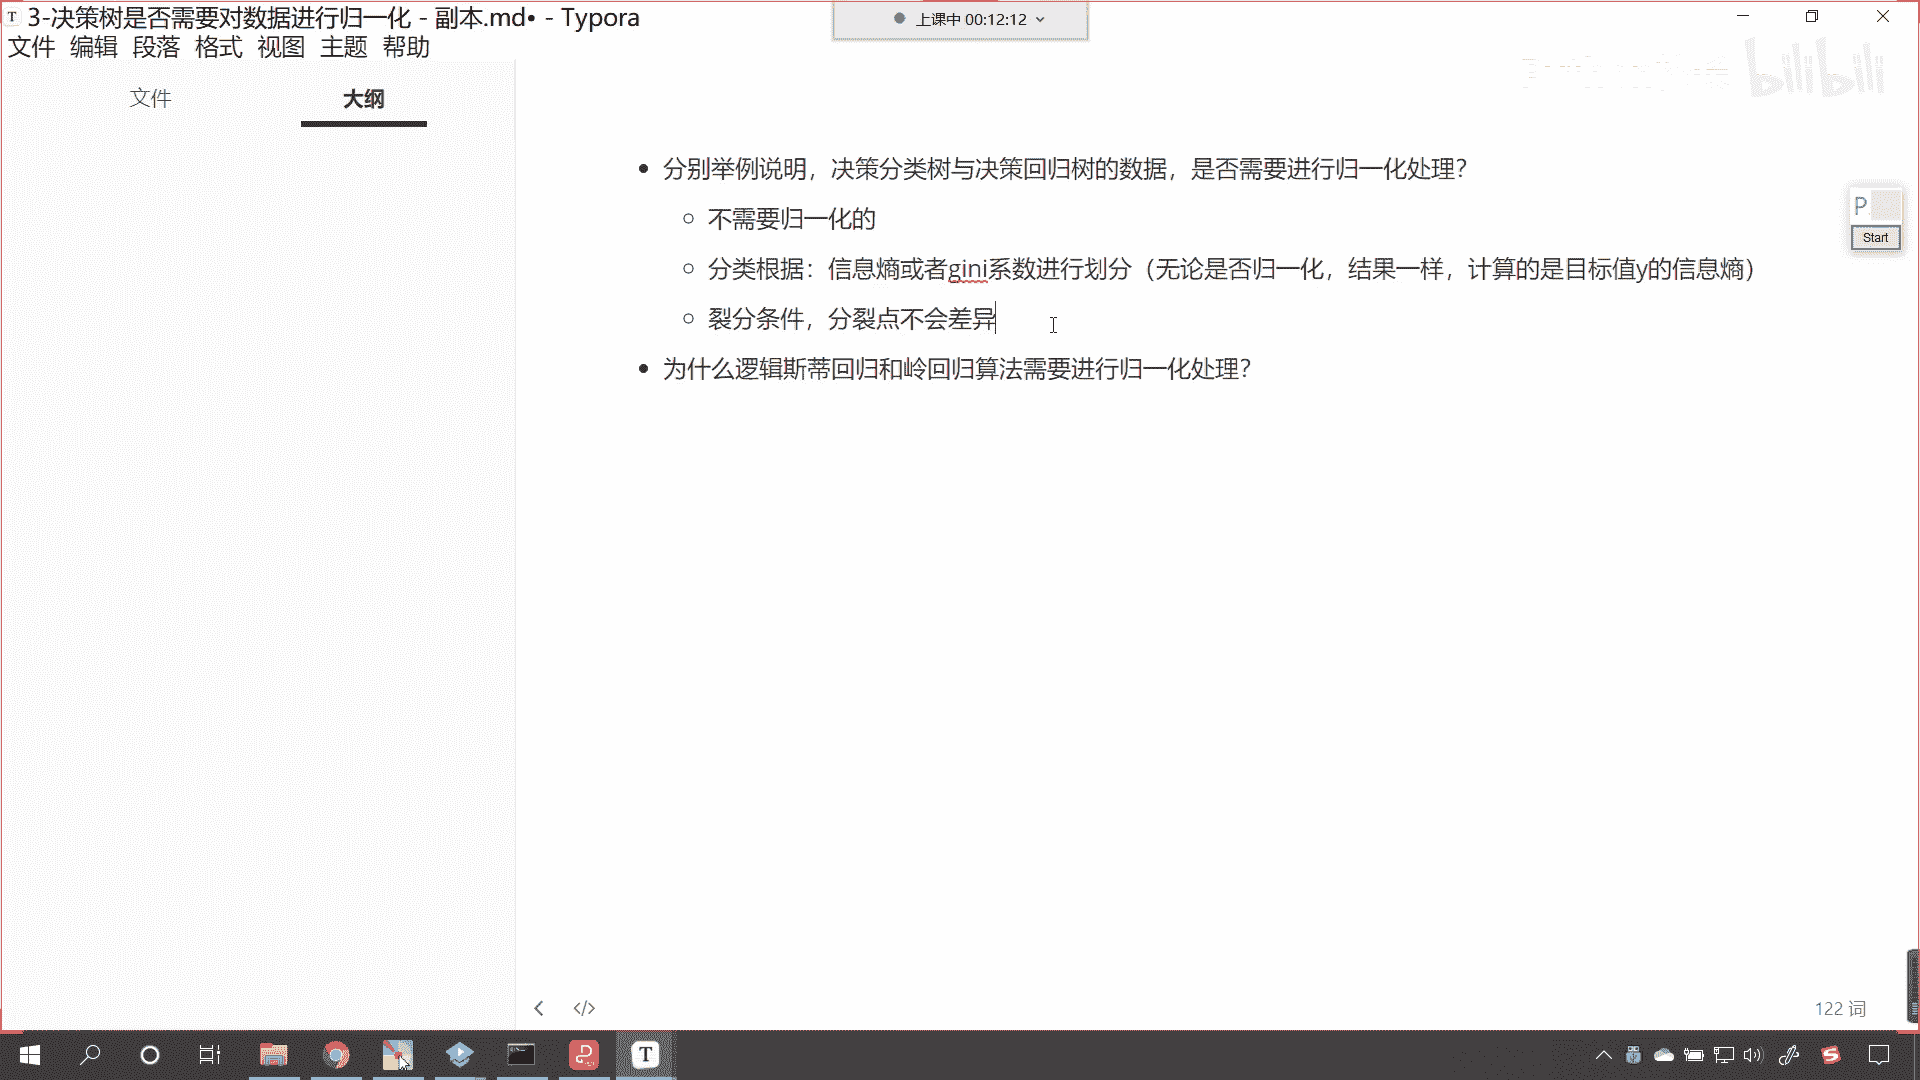 3-决策树是否需要对数据进行归一化 - 副本.md• - Typora
上课中 00:12:12
文件 编辑 段落 格式 视图 主题 帮助
bilibili
文件
大纲
分别举例说明，决策分类树与决策回归树的数据，是否需要进行归一化处理？
P
不需要归一化的
Start
分类根据：信息熵或者gini系数进行划分（无论是否归一化，结果一样，计算的是目标值y的信息熵）
裂分条件，分裂点不会差异
为什么逻辑斯蒂回归和岭回归算法需要进行归一化处理？
122 词